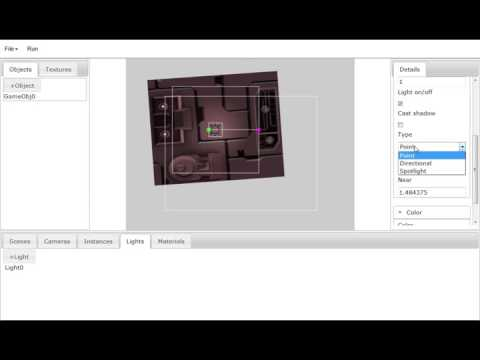 File Run
Objects Textures
+Object
GameObj0
Details
1
Light on/off
Cast shadow
Type
Point
Point
Directional
Spotlight
Near
1.484375
Color
Color
Scenes Cameras Instances Lights Materials
+Light
Light0